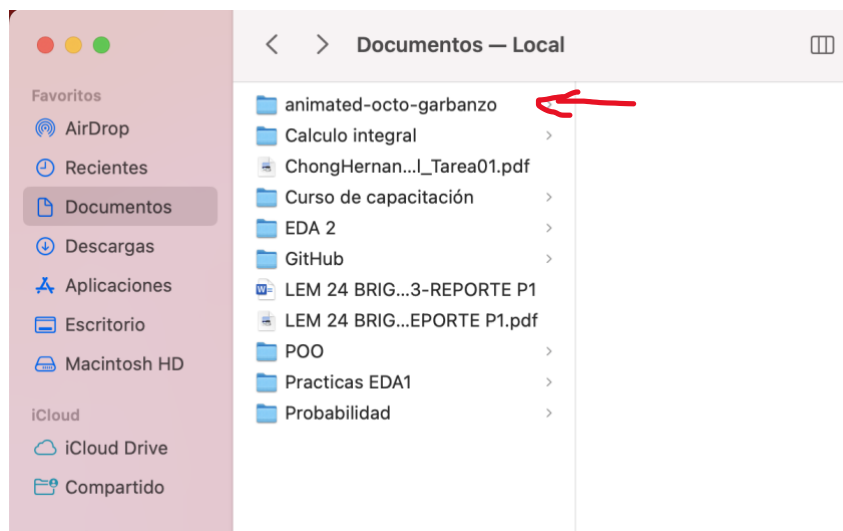 Documentos — Local
Favoritos
AirDrop
Recientes
Documentos
Descargas
Aplicaciones
Escritorio
Macintosh HD
iCloud
iCloud Drive
Compartido
animated-octo-garbanzo
Calculo integral
ChongHernan...l_Tarea01.pdf
Curso de capacitación
EDA 2
GitHub
LEM 24 BRIG...3-REPORTE P1
LEM 24 BRIG...EPORTE P1.pdf
POO
Practicas EDA1
Probabilidad